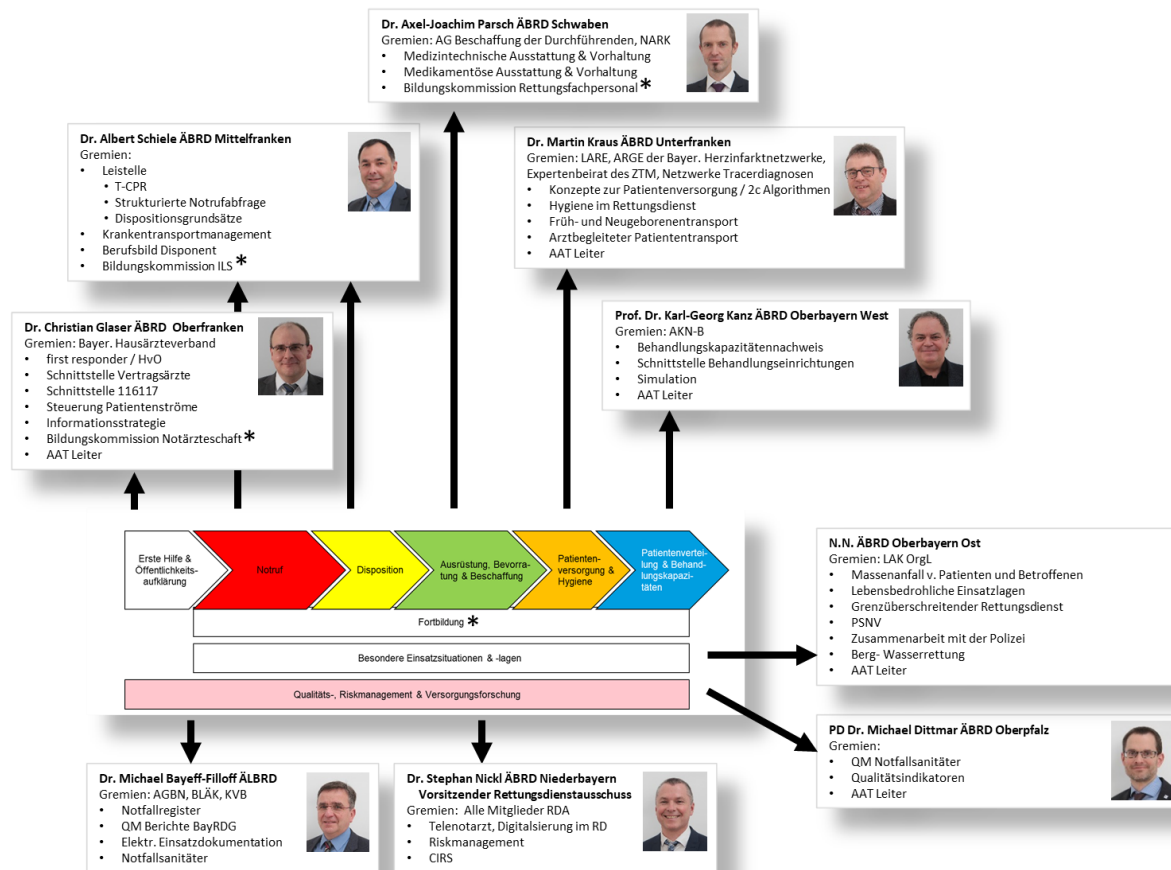 Dr. Axel-Joachim Parsch ÄBRD Schwaben
Gremien: AG Beschaffung der Durchführenden, NARK
• Medizintechnische Ausstattung & Vorhaltung
• Medikamentöse Ausstattung & Vorhaltung
• Bildungskommission Rettungsfachpersonal *
Dr. Albert Schiele ÄBRD Mittelfranken
Gremien:
• Leistelle
• T-CPR
• Strukturierte Notrufabfrage
• Dispositionsgrundsätze
• Krankentransportmanagement
• Berufsbild Disponent
• Bildungskommission ILS *
Dr. Martin Kraus ÄBRD Unterfranken
Gremien: LARE, ARGE der Bayer. Herzinfarktnetzwerke,
Expertenbeirat des ZTM, Netzwerke Tracerdiagnosen
• Konzepte zur Patientenversorgung / 2c Algorithmen
• Hygiene im Rettungsdienst
• Früh- und Neugeborenentransport
• Arztbegleiteter Patiententransport
• AAT Leiter
Dr. Christian Glaser ÄBRD Oberfranken
Gremien: Bayer. Hausärzteverband
• first responder / HvO
• Schnittstelle Vertragsärzte
• Schnittstelle 116117
• Steuerung Patientenströme
• Informationsstrategie
• Bildungskommission Notärzteschaft *
• AAT Leiter
Prof. Dr. Karl-Georg Kanz ÄBRD Oberbayern West
Gremien: AKN-B
• Behandlungskapazitätennachweis
• Schnittstelle Behandlungseinrichtungen
• Simulation
• AAT Leiter
Erste Hilfe &
Öffentlichkeits-
aufklärung
Notruf
Disposition
Ausrüstung, Bevor-
ratung & Beschaffung
Patienten-
versorgung &
Hygiene
Patientenvertei-
lung & Behand-
lungskapazi-
täten
Fortbildung *
Besondere Einsatzsituationen & -lagen
Qualitäts-, Riskmanagement & Versorgungsforschung
N.N. ÄBRD Oberbayern Ost
Gremien: LAK OrgL
• Massenanfall v. Patienten und Betroffenen
• Lebensbedrohliche Einsatzlagen
• Grenzüberschreitender Rettungsdienst
• PSNV
• Zusammenarbeit mit der Polizei
• Berg- Wasserrettung
• AAT Leiter
PD Dr. Michael Dittmar ÄBRD Oberpfalz
Gremien:
• QM Notfallsanitäter
• Qualitätsindikatoren
• AAT Leiter
Dr. Michael Bayeff-Filloff ÄLBRD
Gremien: AGBN, BLÄK, KVB
• Notfallregister
• QM Berichte BayRDG
• Elektr. Einsatzdokumentation
• Notfallsanitäter
Dr. Stephan Nickl ÄBRD Niederbayern
Vorsitzender Rettungsdienstausschuss
Gremien: Alle Mitglieder RDA
• Telenotarzt, Digitalsierung im RD
• Riskmanagement
• CIRS